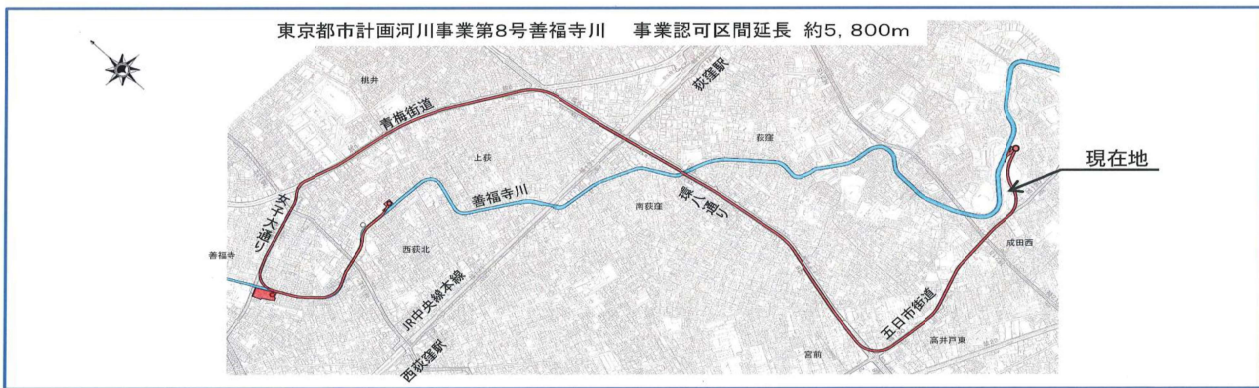 東京都市計画河川事業第8号善福寺川　事業認可区間延長 約5, 800m
桃井
青梅街道
荻窪駅
上荻
荻窪
現在地
善福寺川
女子大通り
南荻窪
環八通り
西荻北
成田西
善福寺
JR中央線本線
五日市街道
西荻窪駅
宮前
高井戸東